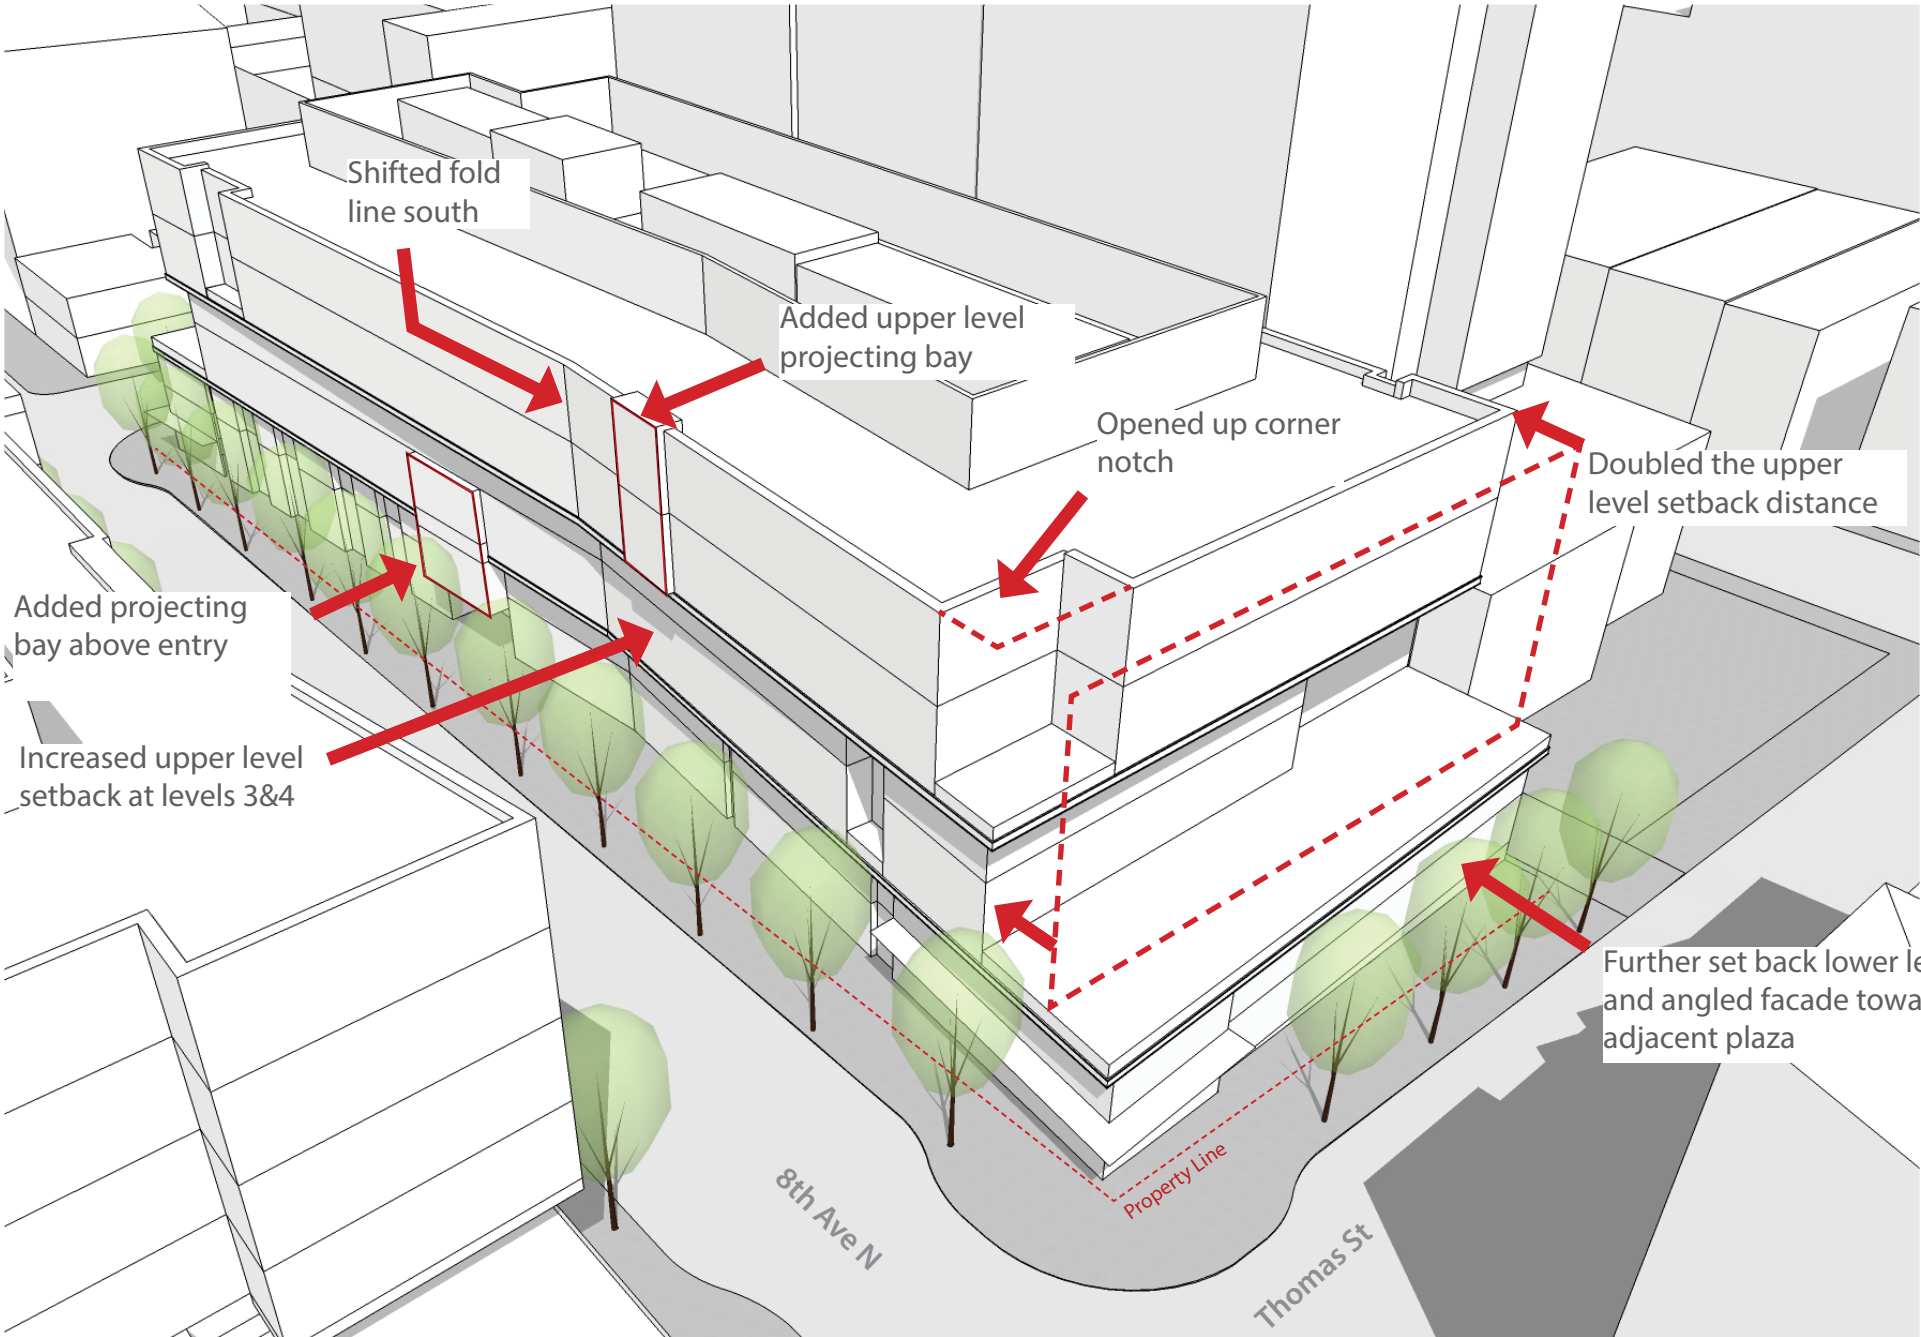 Shifted fold
line south
Added upper level
projecting bay
Opened up corner
notch
Doubled the upper
level setback distance
Added projecting
bay above entry
Increased upper level
setback at levels 3&4
Further set back lower
and angled facade
adjacent plaza
Property Line
8th Ave N
Thomas St